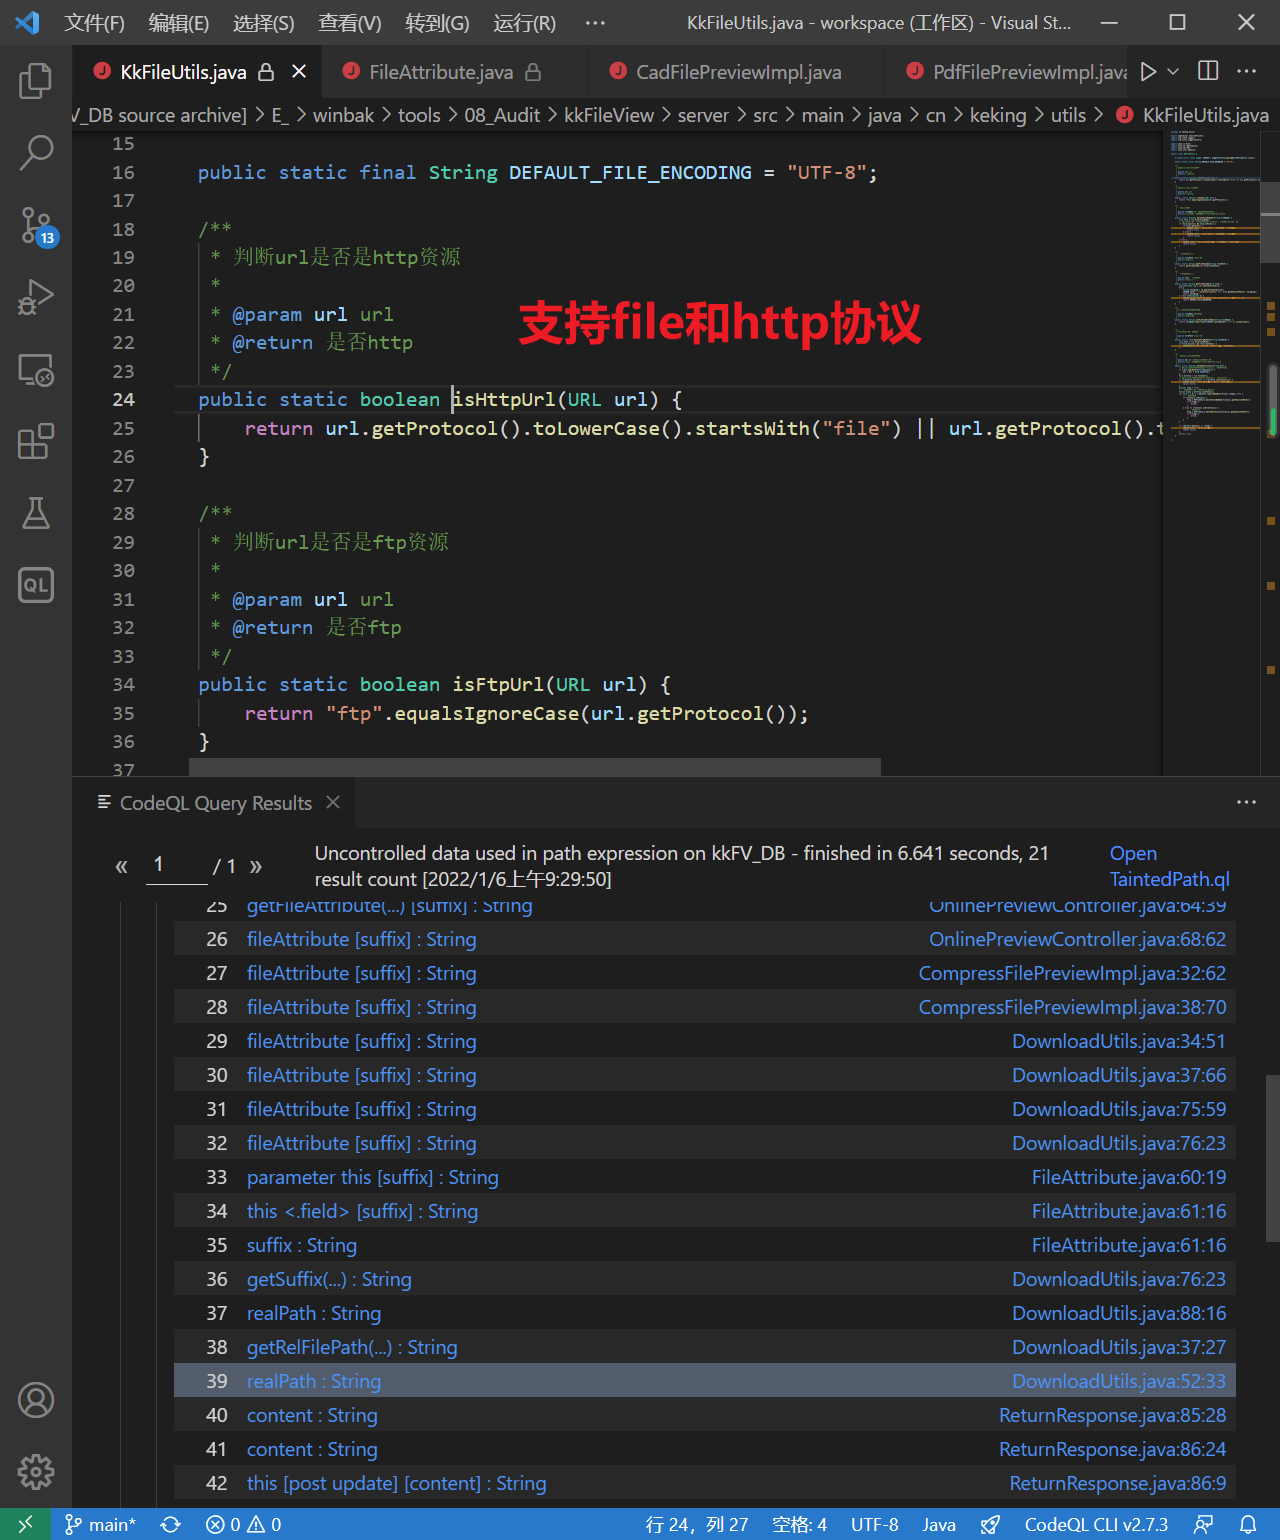 文件(F) 编辑(E) 选择(S) 查看(V) 转到(G) 运行(R) ··· KkFileUtils.java - workspace (工作区) - Visual St...
KkFileUtils.java FileAttribute.java CadFilePreviewImpl.java PdfFilePreviewImpl.java
V_DB source archive] > E_ > winbak > tools > 08_Audit > kkFileView > server > src > main > java > cn > keking > utils > KkFileUtils.java
15
16 public static final String DEFAULT_FILE_ENCODING = "UTF-8";
17
18 /**
19 * 判断url是否是http资源
20 *
21 * @param url url
22 * @return 是否http
23 */
24 public static boolean isHttpUrl(URL url) {
25 return url.getProtocol().toLowerCase().startsWith("file") || url.getProtocol().t
26 }
27
28 /**
29 * 判断url是否是ftp资源
30 *
31 * @param url url
32 * @return 是否ftp
33 */
34 public static boolean isFtpUrl(URL url) {
35 return "ftp".equalsIgnoreCase(url.getProtocol());
36 }
37
支持file和http协议
13
QL
CodeQL Query Results
« 1 / 1 » Uncontrolled data used in path expression on kkFV_DB - finished in 6.641 seconds, 21 result count [2022/1/6上午9:29:50] Open TaintedPath.ql
25 getFileAttribute(...) [suffix] : String OnlinePreviewController.java:64:39
26 fileAttribute [suffix] : String OnlinePreviewController.java:68:62
27 fileAttribute [suffix] : String CompressFilePreviewImpl.java:32:62
28 fileAttribute [suffix] : String CompressFilePreviewImpl.java:38:70
29 fileAttribute [suffix] : String DownloadUtils.java:34:51
30 fileAttribute [suffix] : String DownloadUtils.java:37:66
31 fileAttribute [suffix] : String DownloadUtils.java:75:59
32 fileAttribute [suffix] : String DownloadUtils.java:76:23
33 parameter this [suffix] : String FileAttribute.java:60:19
34 this <.field> [suffix] : String FileAttribute.java:61:16
35 suffix : String FileAttribute.java:61:16
36 getSuffix(...) : String DownloadUtils.java:76:23
37 realPath : String DownloadUtils.java:88:16
38 getRelFilePath(...) : String DownloadUtils.java:37:27
39 realPath : String DownloadUtils.java:52:33
40 content : String ReturnResponse.java:85:28
41 content : String ReturnResponse.java:86:24
42 this [post update] [content] : String ReturnResponse.java:86:9
main* 0 0 行 24，列 27 空格: 4 UTF-8 Java CodeQL CLI v2.7.3